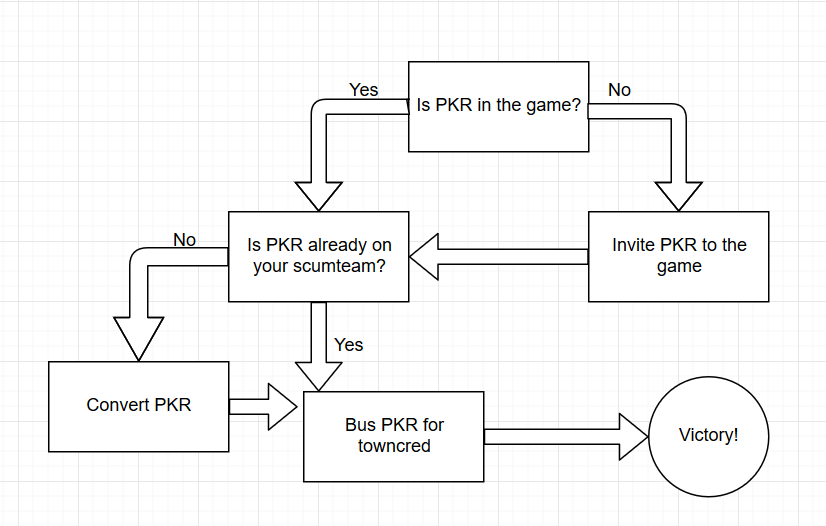 Yes
Is PKR in the game?
No
No
Is PKR already on
your scumteam?
Invite PKR to the
game
Yes
Convert PKR
Bus PKR for
towncred
Victory!